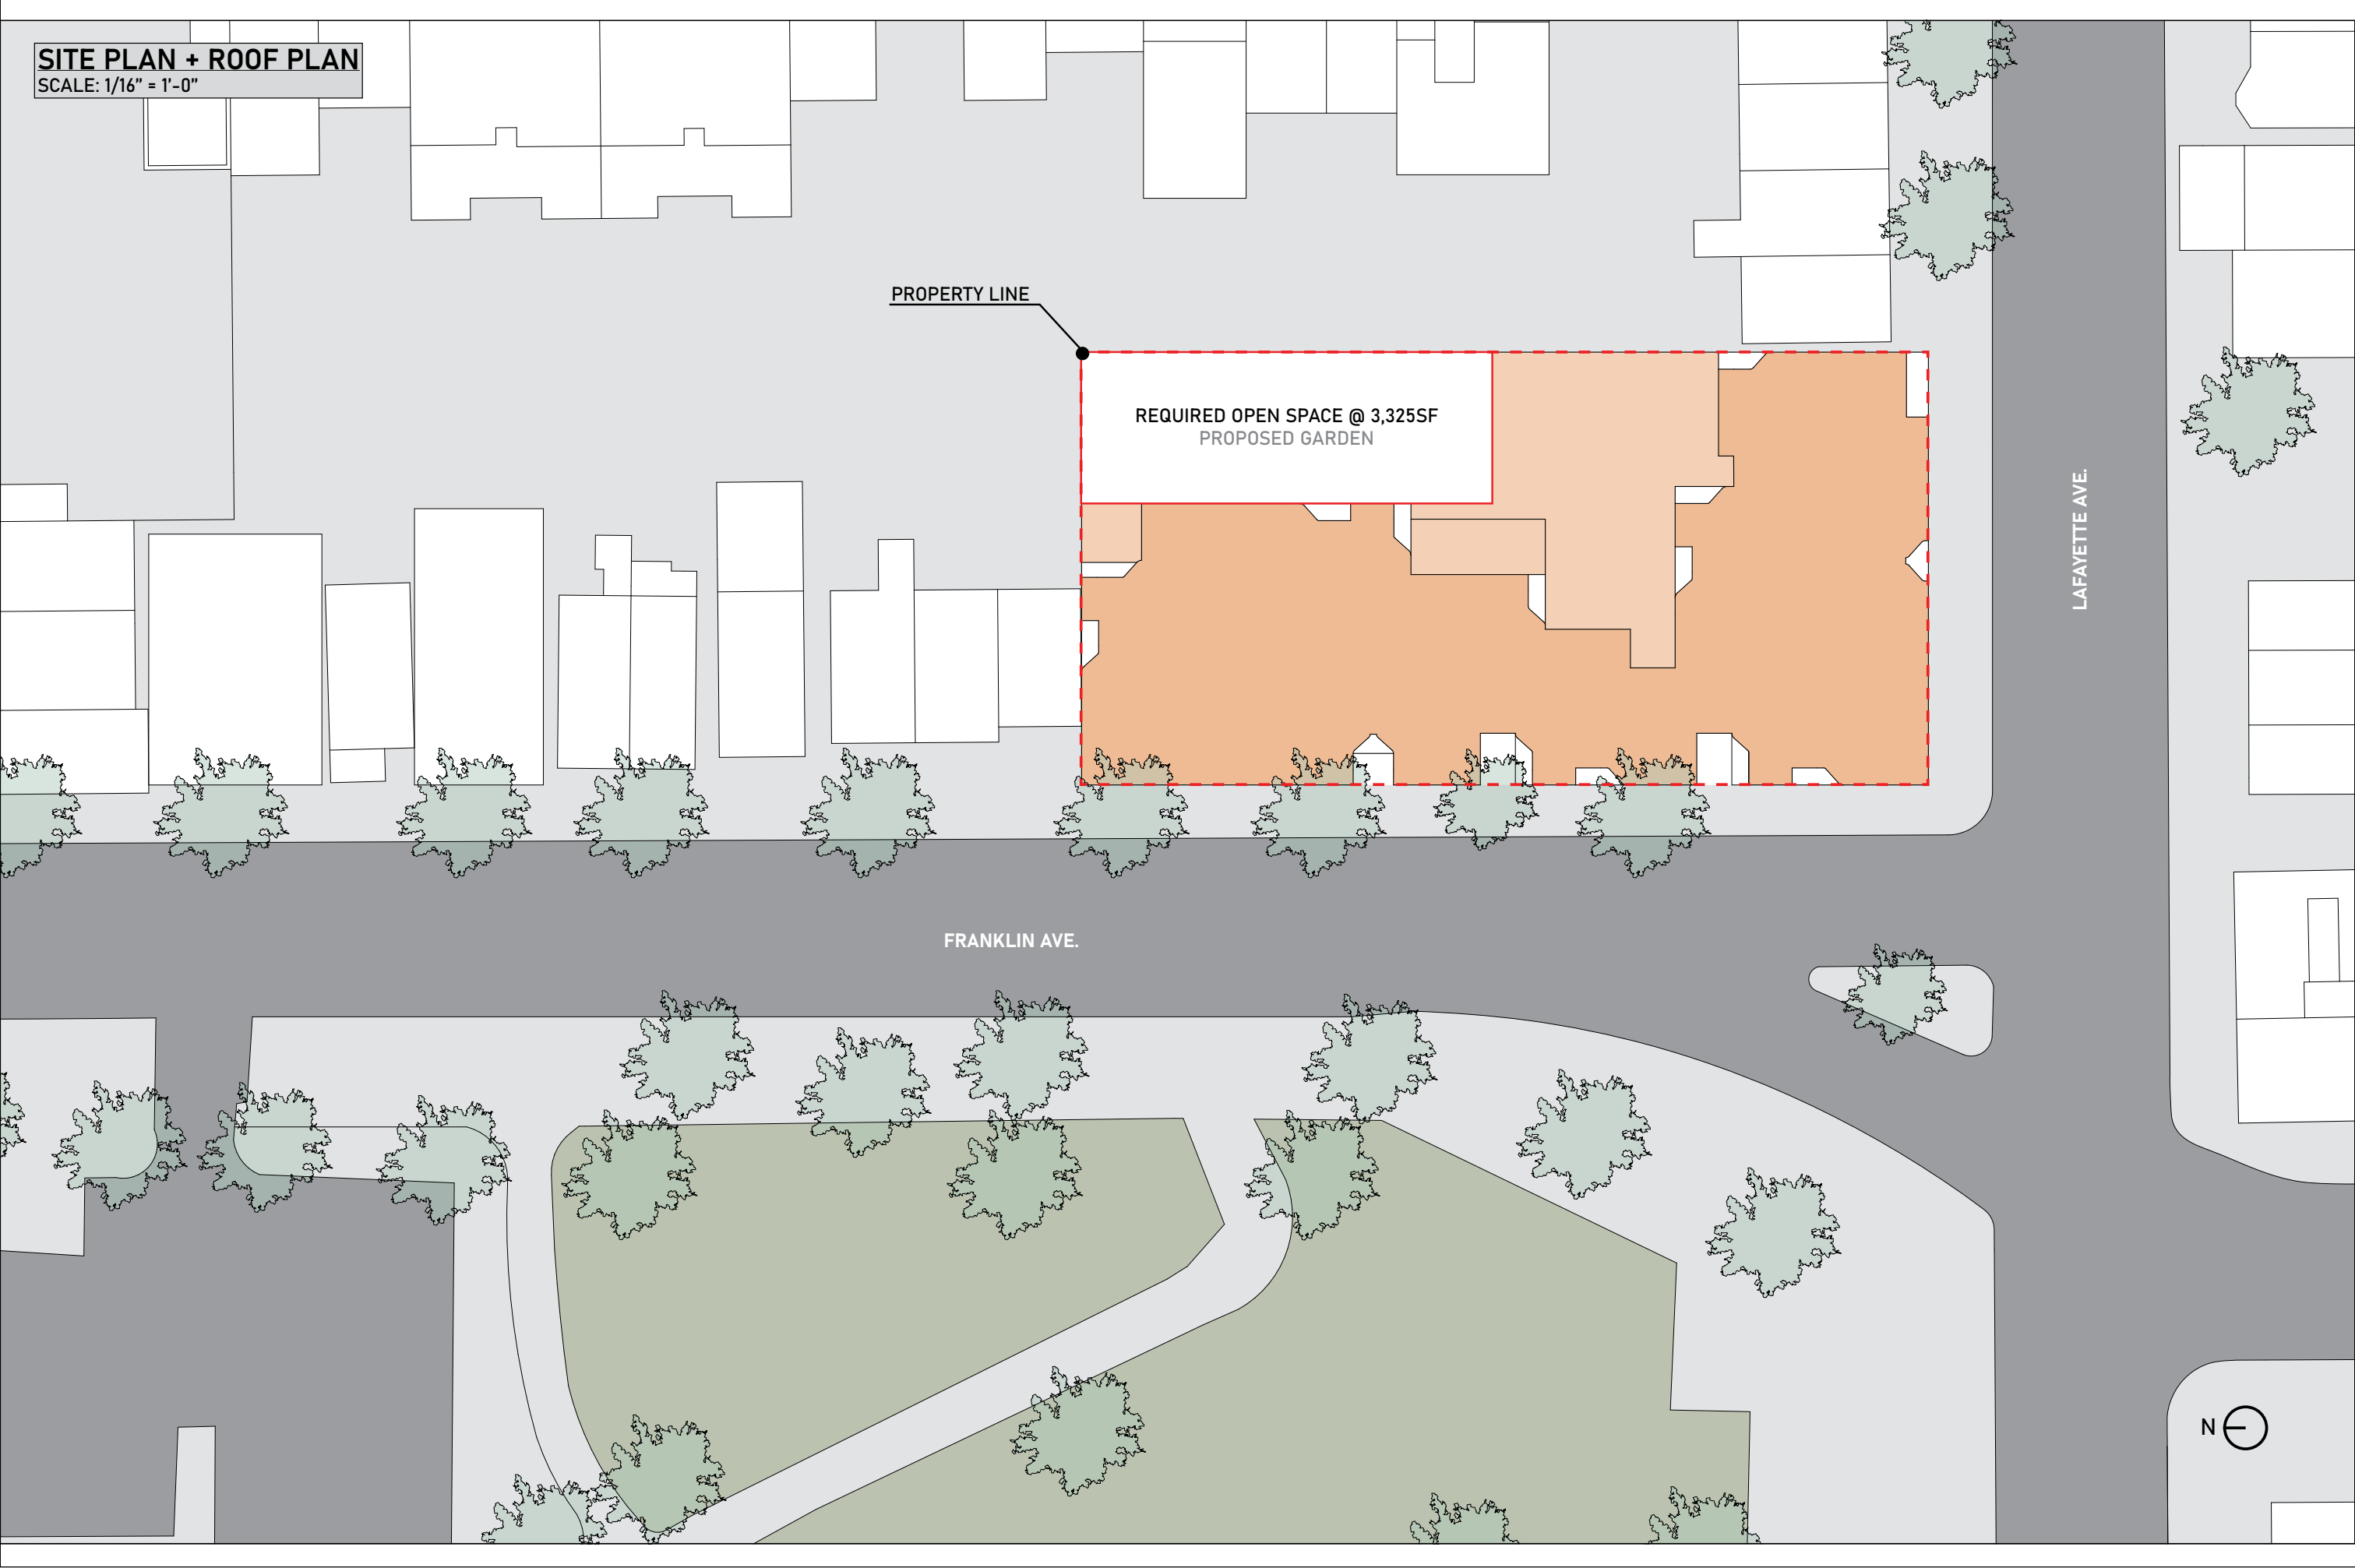 SITE PLAN + ROOF PLAN
SCALE: 1/16” = 1’-0”
PROPERTY LINE
REQUIRED OPEN SPACE @ 3,325SF
PROPOSED GARDEN
LAFAYETTE AVE.
FRANKLIN AVE.
N